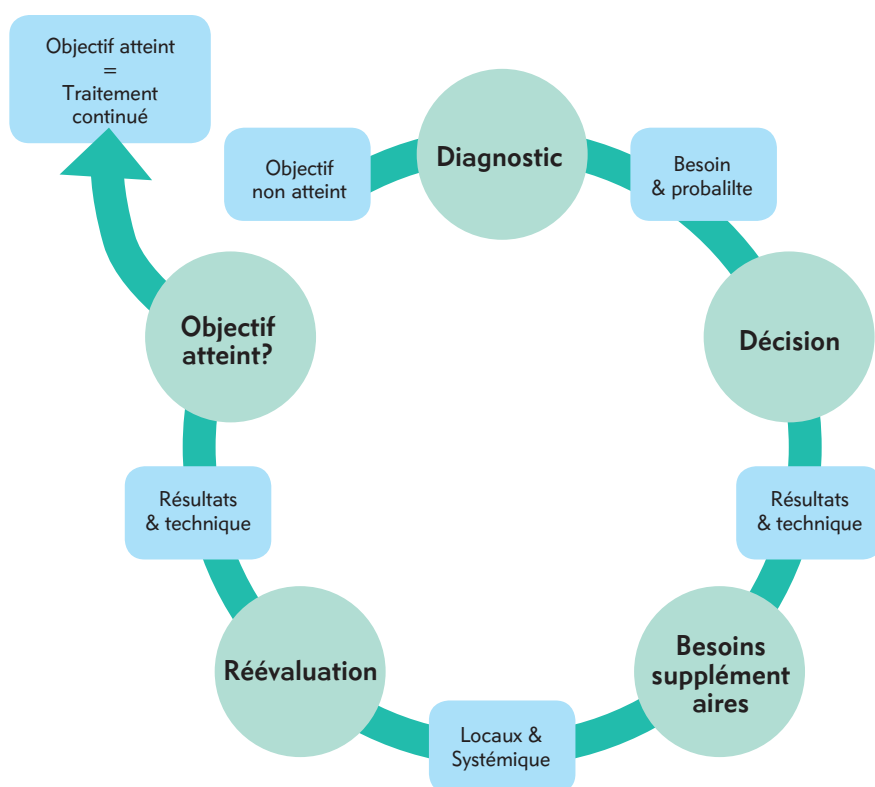 Objectif atteint
=
Traitement
continué
Objectif
non atteint
Diagnostic
Besoin
& probalilte
Objectif
atteint?
Décision
Résultats
& technique
Résultats
& technique
Réévaluation
Besoins
supplément
aires
Locaux &
Systémique